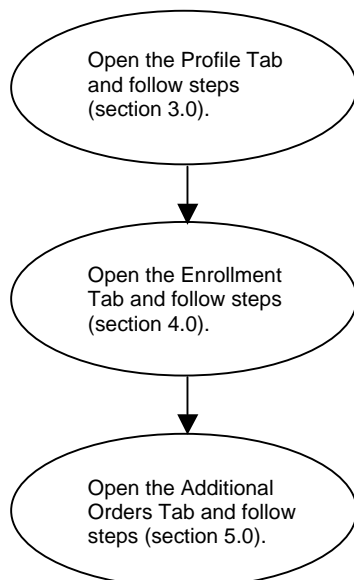 Open the Profile Tab
and follow steps
(section 3.0).
Open the Enrollment
Tab and follow steps
(section 4.0).
Open the Additional
Orders Tab and follow
steps (section 5.0).